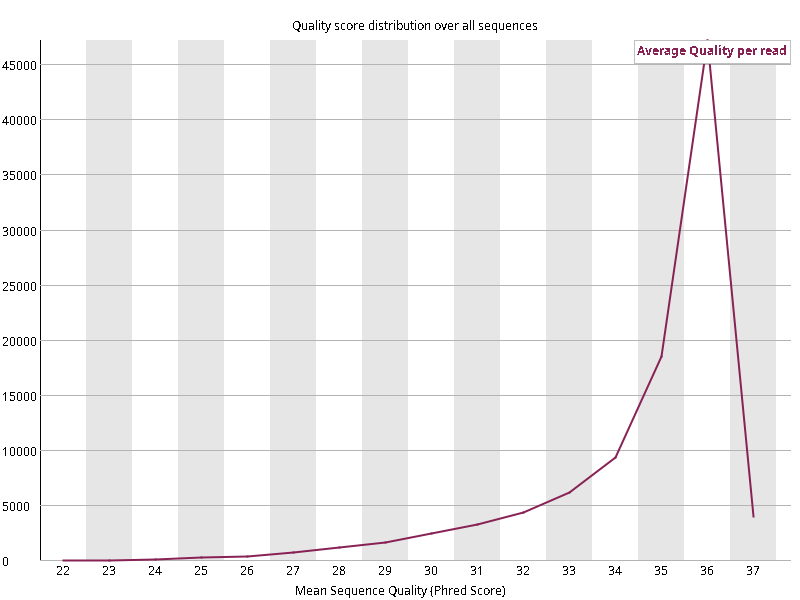 Quality score distribution over all sequences
Average Quality per read
45000
40000
35000
30000
25000
20000
15000
10000
5000
0
22 23 24 25 26 27 28 29 30 31 32 33 34 35 36 37
Mean Sequence Quality (Phred Score)